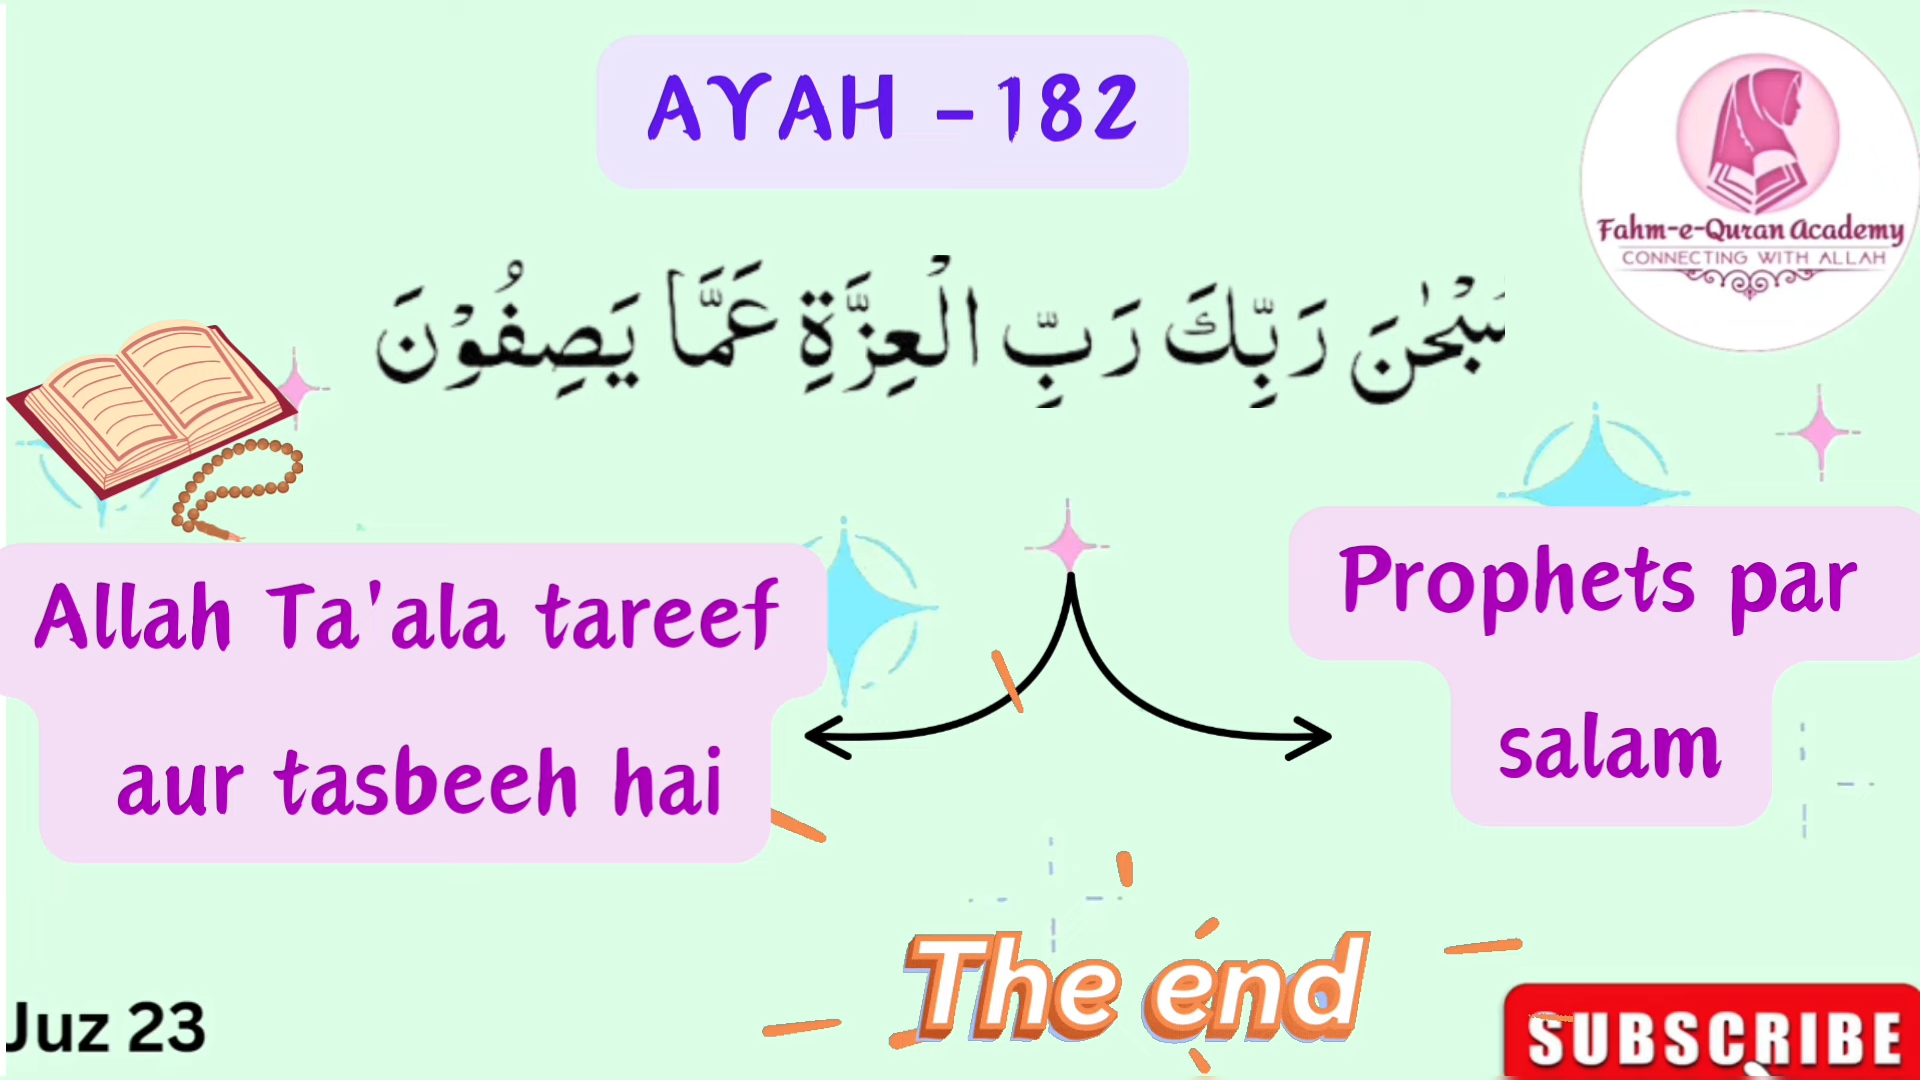 AYAH - 182
Fahm-e-Quran Academy
CONNECTING WITH ALLAH
سُبْحٰنَ رَبِّكَ رَبِّ الْعِزَّةِ عَمَّا يَصِفُوْنَ
Allah Ta'ala tareef
aur tasbeeh hai
Prophets par
salam
The end
Juz 23
SUBSCRIBE